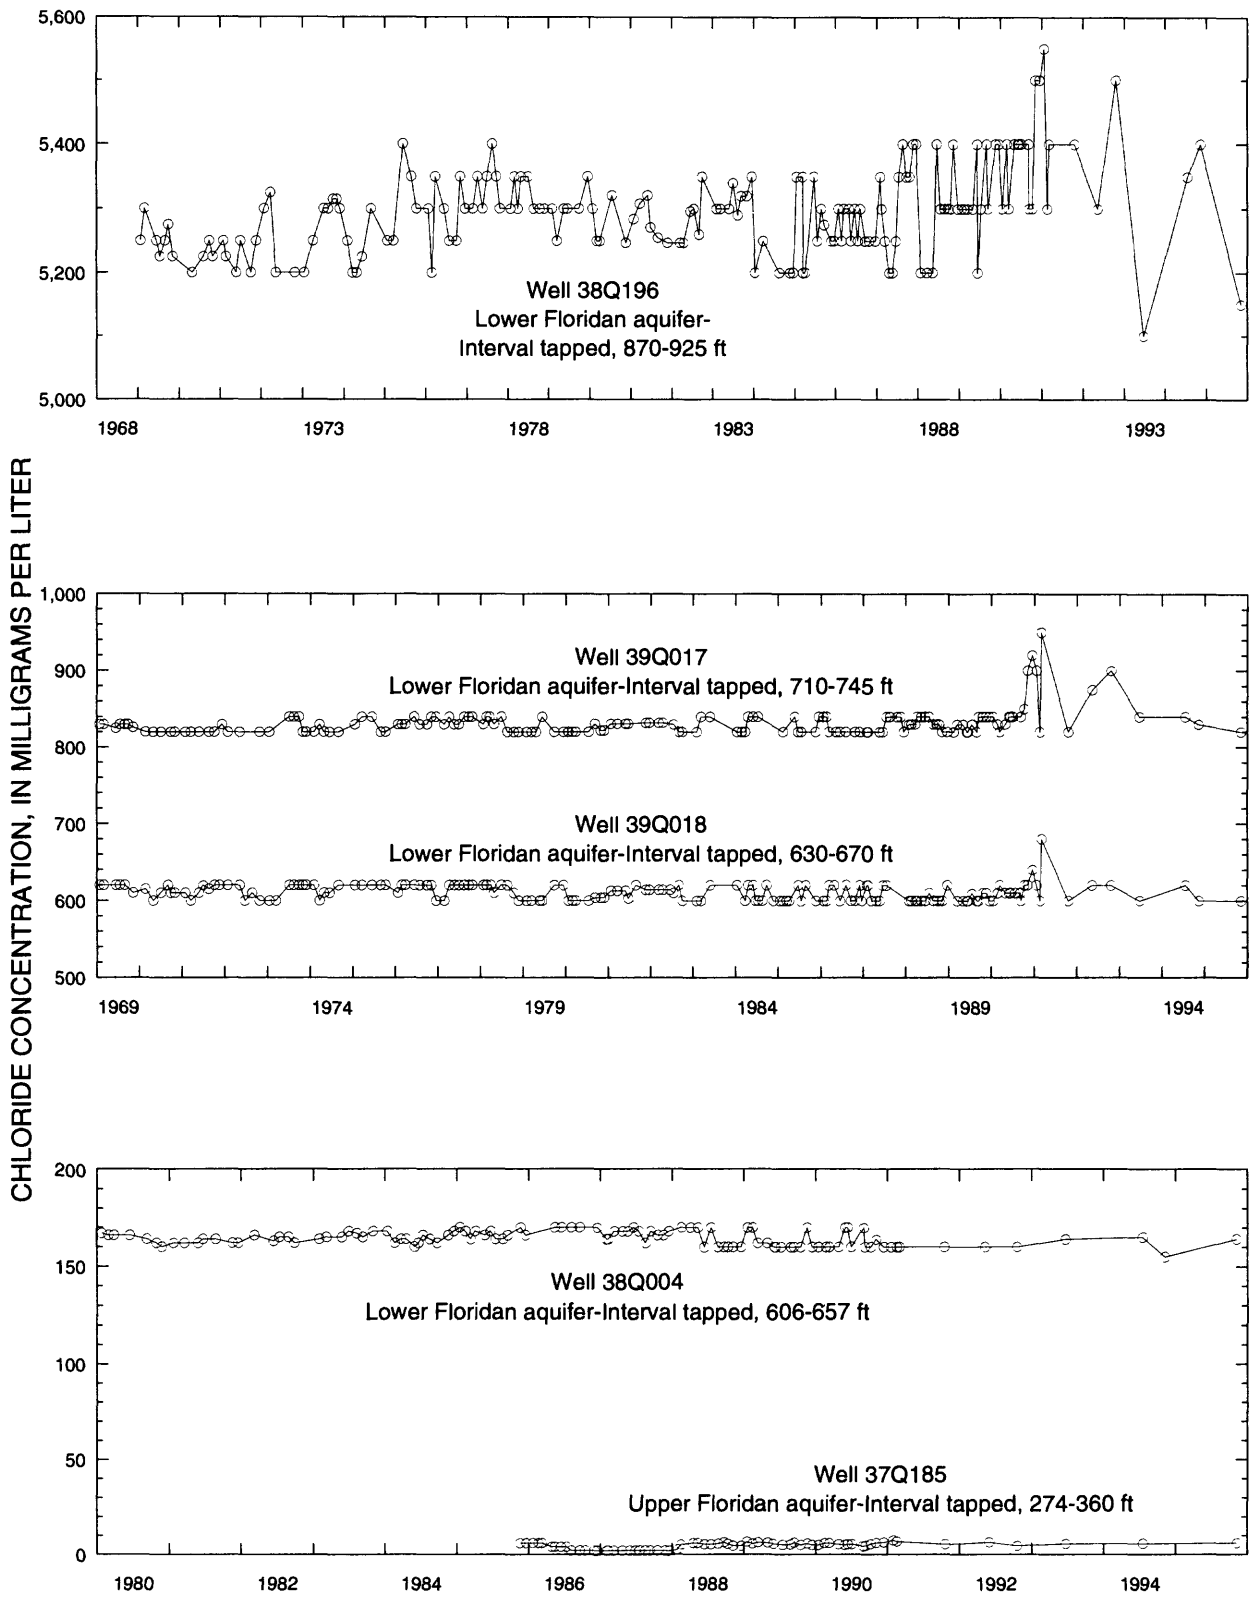 CHLORIDE CONCENTRATION, IN MILLIGRAMS PER LITER
5,600
5,400
5,200
5,000
Well 38Q196
Lower Floridan aquifer-
Interval tapped, 870-925 ft
1968 1973 1978 1983 1988 1993
1,000
900
800
700
600
500
Well 39Q017
Lower Floridan aquifer-Interval tapped, 710-745 ft
Well 39Q018
Lower Floridan aquifer-Interval tapped, 630-670 ft
1969 1974 1979 1984 1989 1994
200
150
100
50
0
Well 38Q004
Lower Floridan aquifer-Interval tapped, 606-657 ft
Well 37Q185
Upper Floridan aquifer-Interval tapped, 274-360 ft
1980 1982 1984 1986 1988 1990 1992 1994